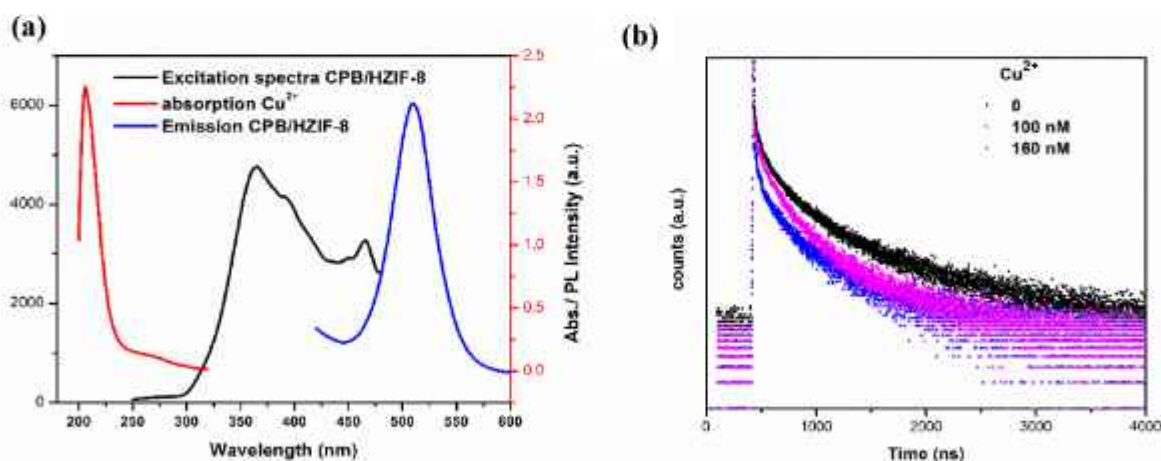 (a)
Excitation spectra CPB/HZIF-8
absorption Cu2+
Emission CPB/HZIF-8
6000
4000
2000
0
2.5
2.0
1.5
1.0
0.5
0.0
Abs./ PL Intensity (a.u.)
200 250 300 350 400 450 500 550 600
Wavelength (nm)
(b)
Cu2+
0
100 nM
160 nM
counts (a.u.)
0 1000 2000 3000 4000
Time (ns)